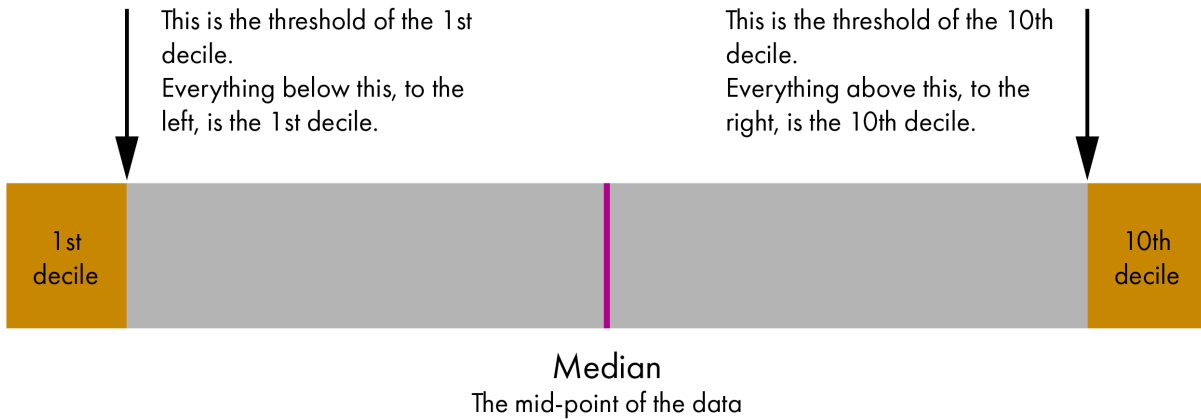 This is the threshold of the 1st
decile.
Everything below this, to the
left, is the 1st decile.
This is the threshold of the 10th
decile.
Everything above this, to the
right, is the 10th decile.
1st
decile
10th
decile
Median
The mid-point of the data